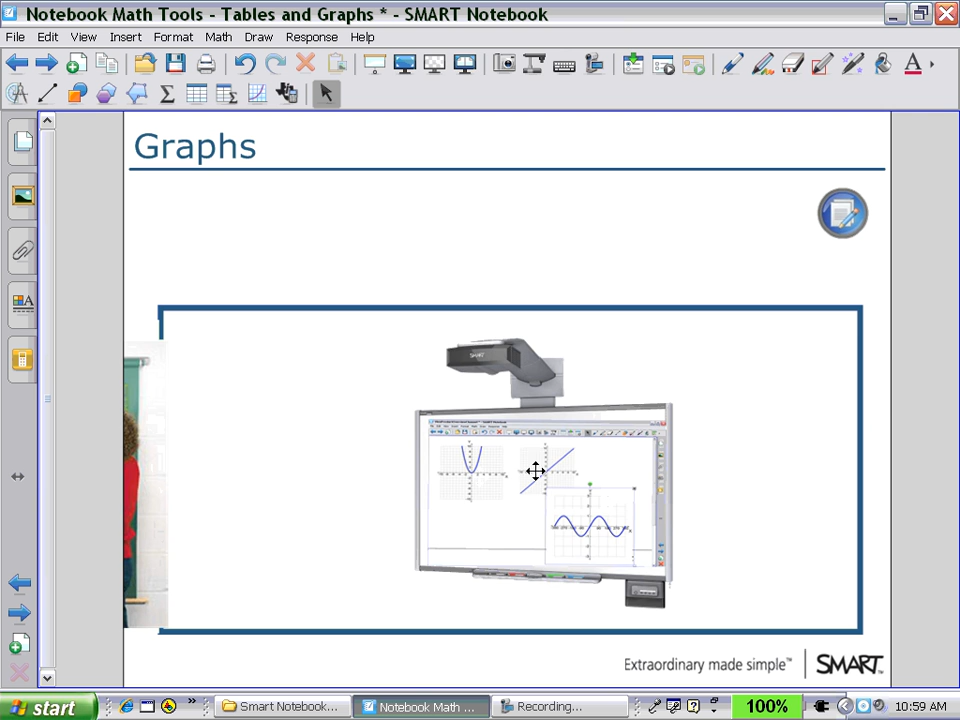 Notebook Math Tools - Tables and Graphs * - SMART Notebook
File Edit View Insert Format Math Draw Response Help
Graphs
SMART
Extraordinary made simple™ SMART
start Smart Notebook... Notebook Math ... Recording... 100% 10:59 AM